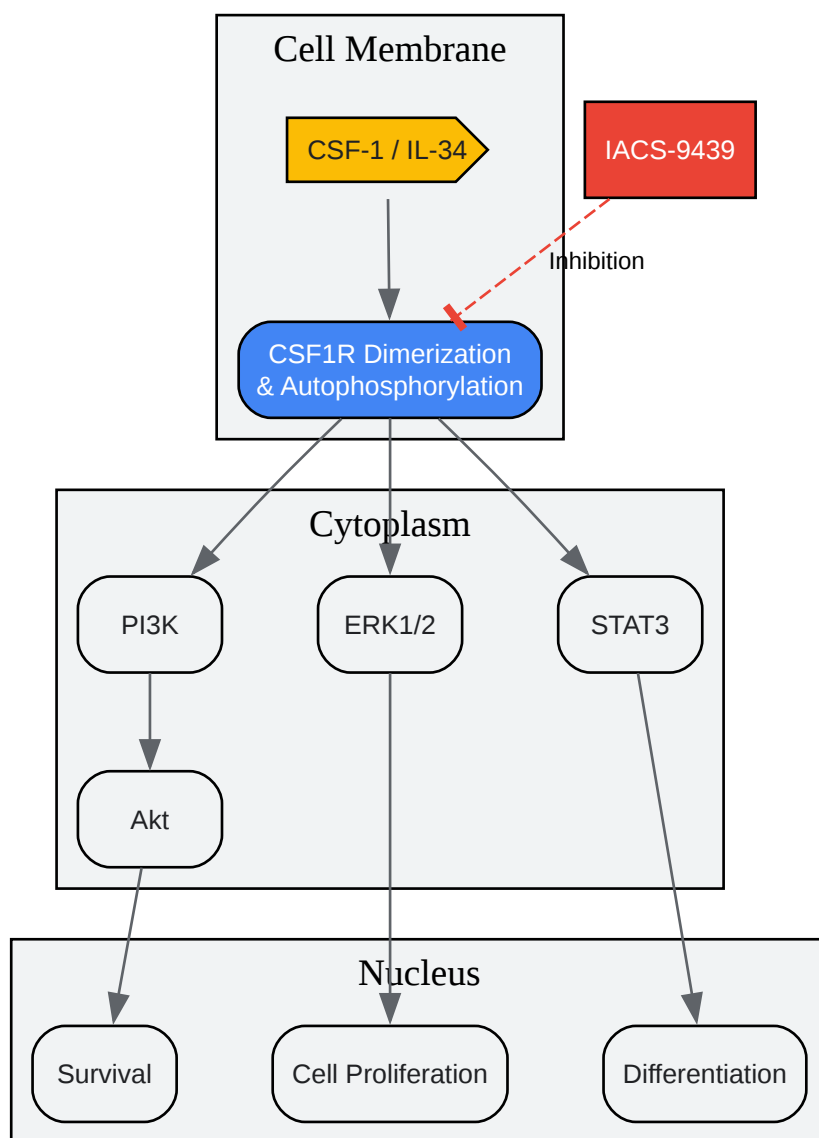 Cell Membrane
CSF-1 / IL-34
IACS-9439
Inhibition
CSF1R Dimerization
& Autophosphorylation
Cytoplasm
PI3K
ERK1/2
STAT3
Akt
Nucleus
Survival
Cell Proliferation
Differentiation